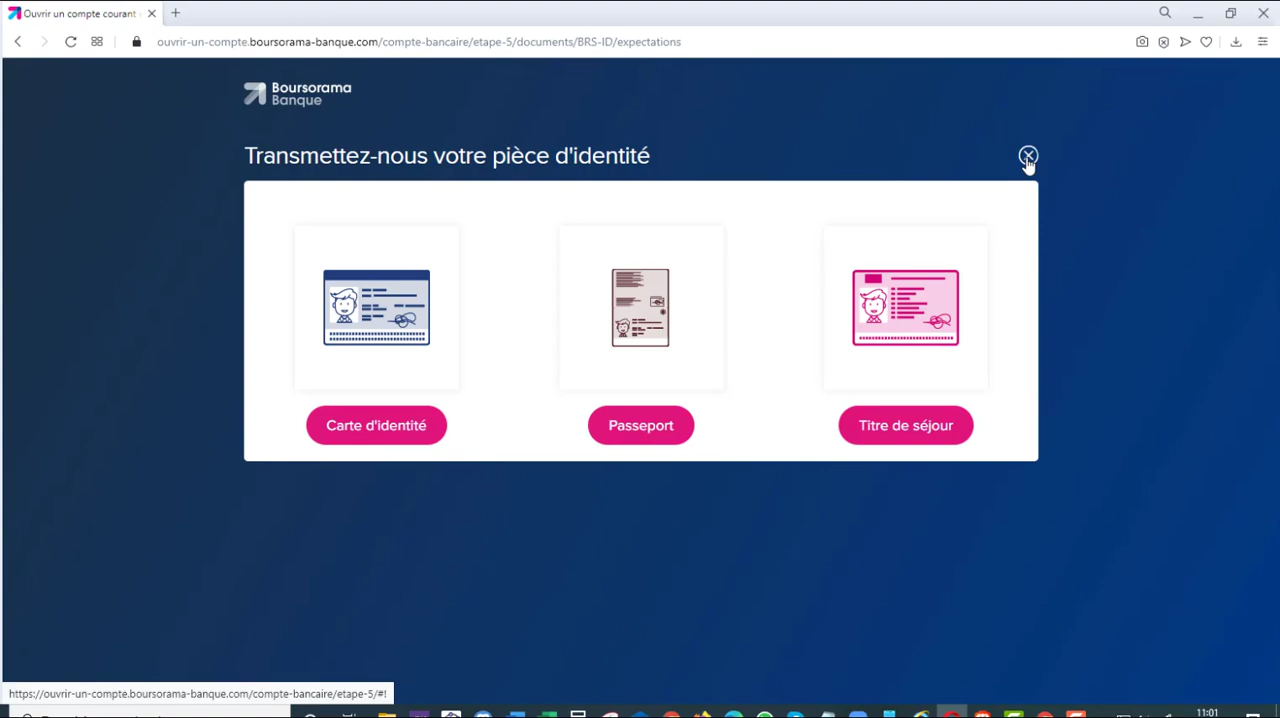 Ouvrir un compte courant
ouvrir-un-compte.boursorama-banque.com/compte-bancaire/etape-5/documents/BRS-ID/expectations
Boursorama
Banque
Transmettez-nous votre pièce d'identité
Carte d'identité
Passeport
Titre de séjour
https://ouvrir-un-compte.boursorama-banque.com/compte-bancaire/etape-5/#!
11:01